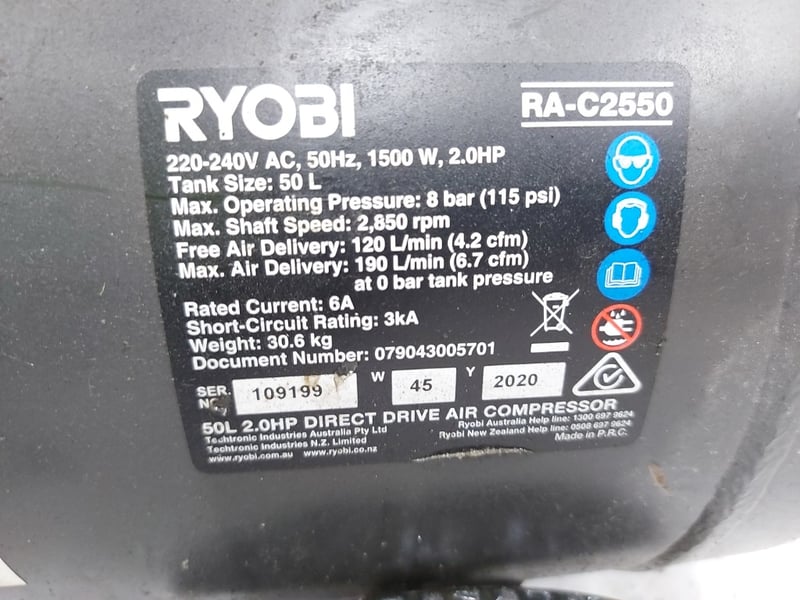 RYOBI
RA-C2550
220-240V AC, 50Hz, 1500 W, 2.0HP
Tank Size: 50 L
Max. Operating Pressure: 8 bar (115 psi)
Max. Shaft Speed: 2,850 rpm
Free Air Delivery: 120 L/min (4.2 cfm)
Max. Air Delivery: 190 L/min (6.7 cfm)
at 0 bar tank pressure
Rated Current: 6A
Short-Circuit Rating: 3kA
Weight: 30.6 kg
Document Number: 079043005701
SER. 109199 W 45 Y 2020
50L 2.0HP DIRECT DRIVE AIR COMPRESSOR
Techtronic Industries Australia Pty Ltd
Techtronic Industries N.Z. Limited
www.ryobi.com.au www.ryobi.co.nz
Ryobi Australia Help line: 1300 697 9624
Ryobi New Zealand Help line: 0508 697 9624
Made in P.R.C.